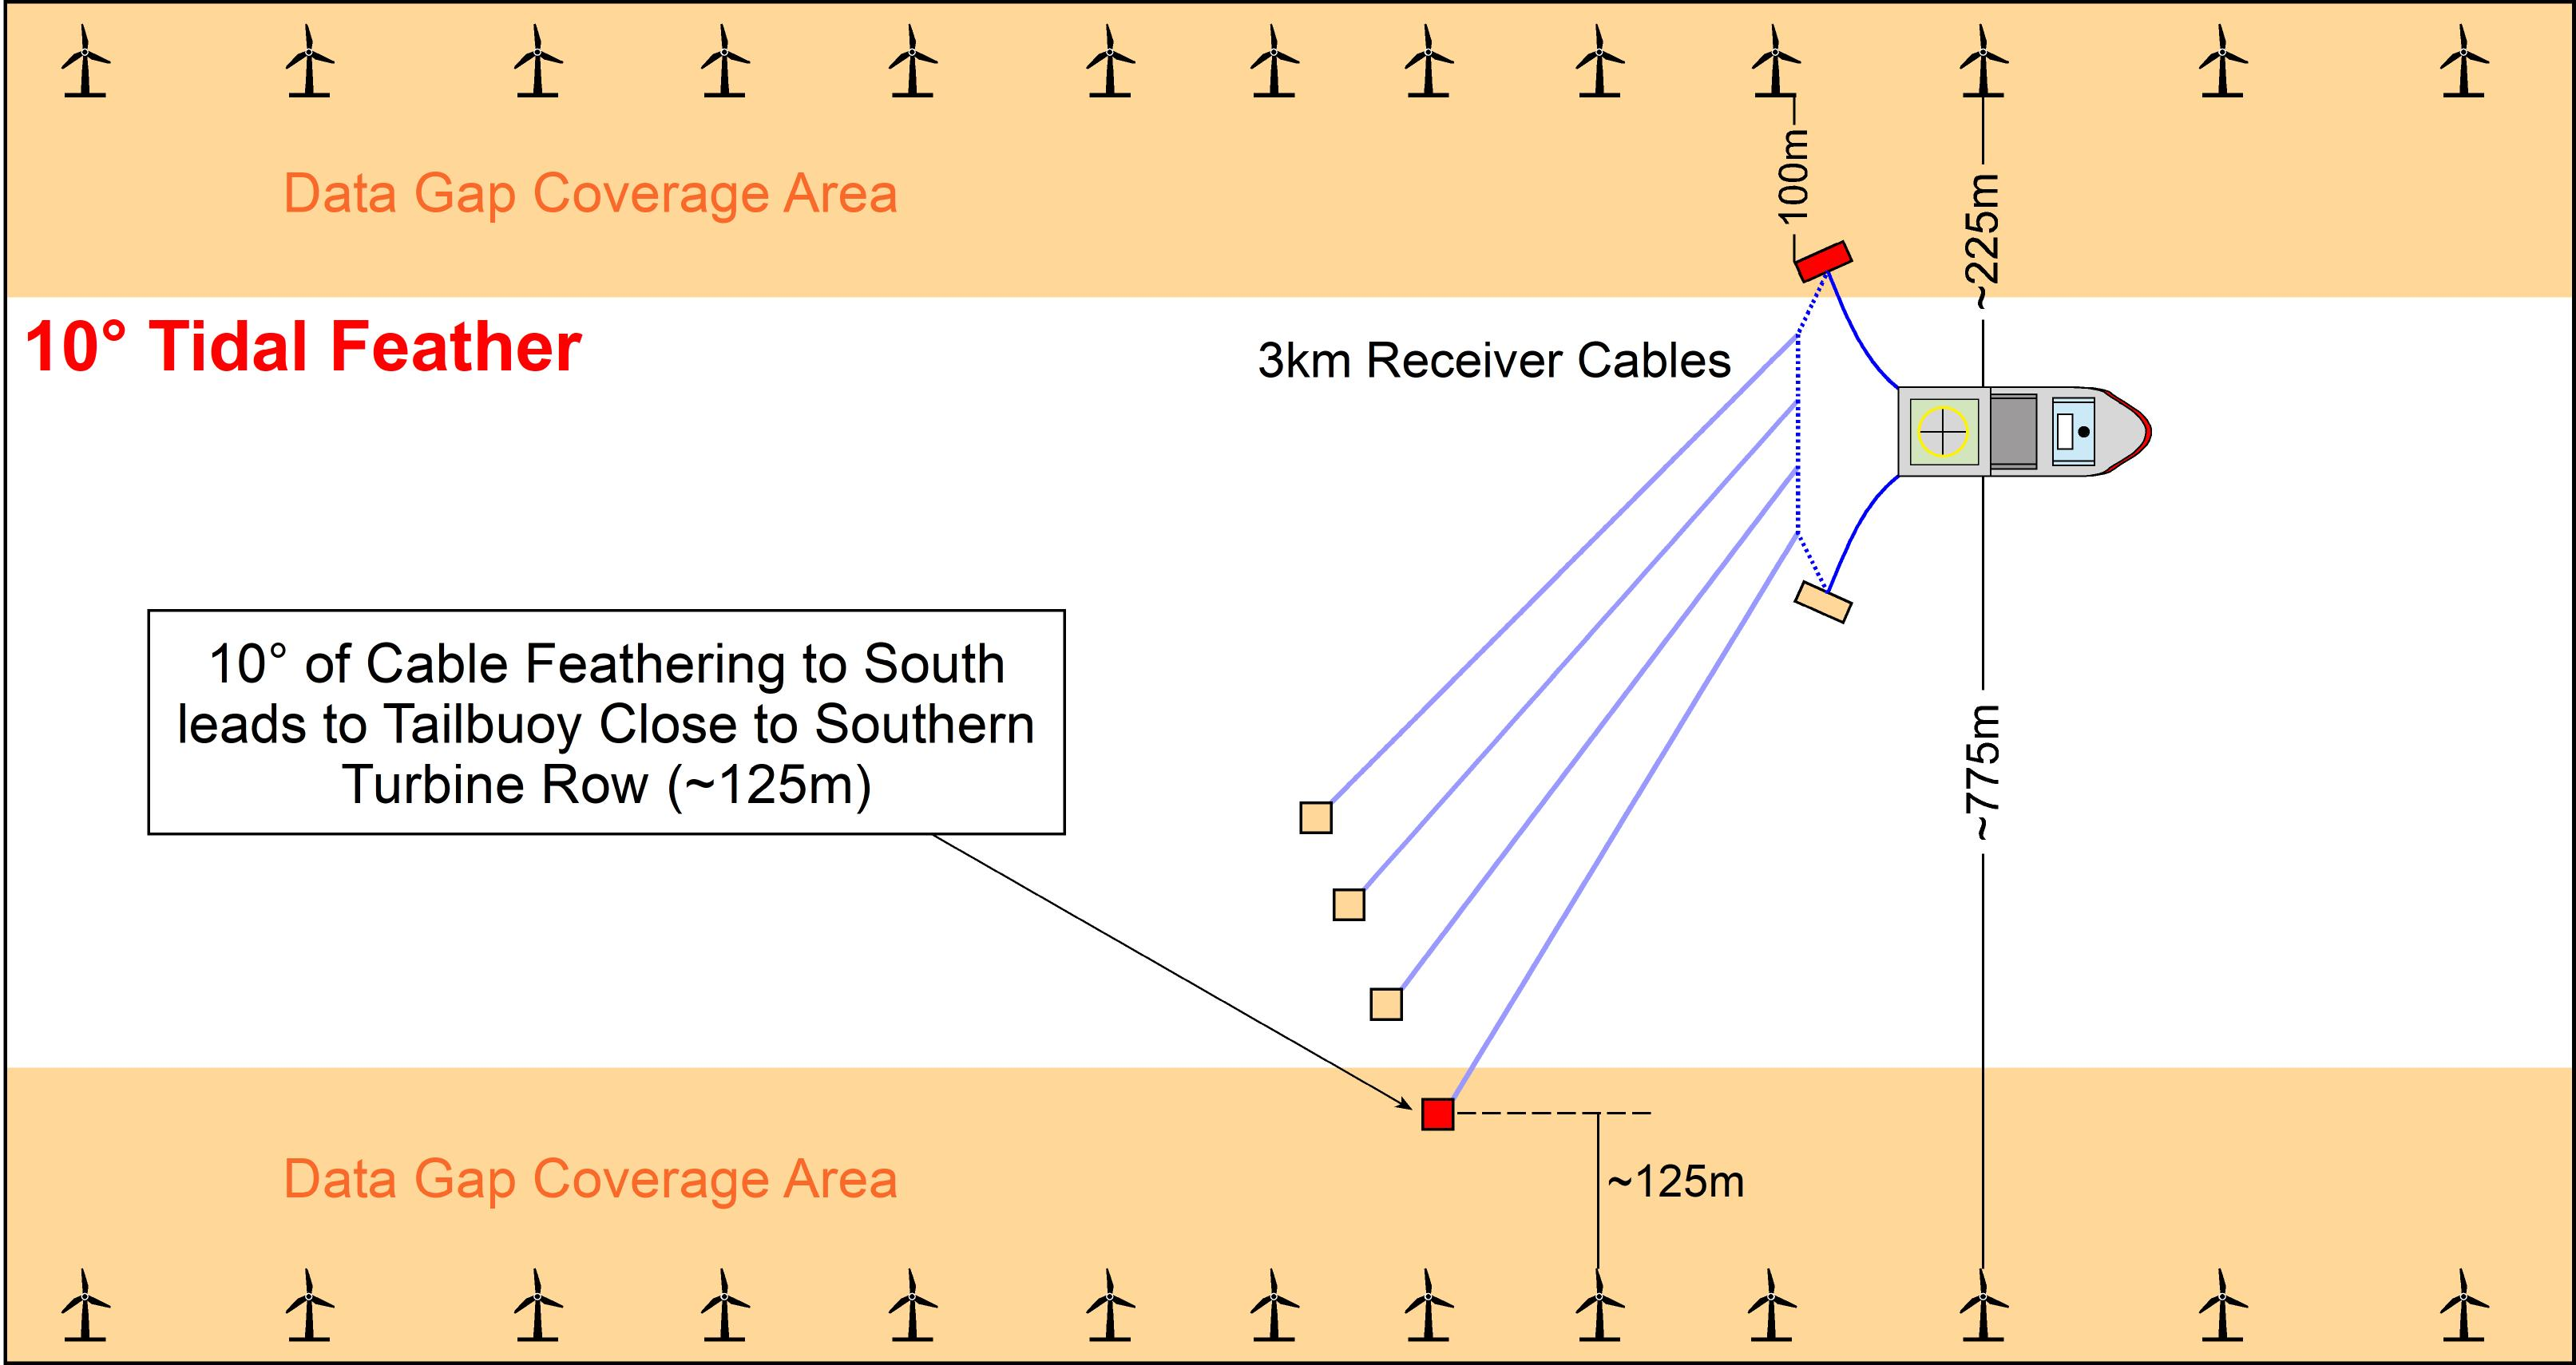 Data Gap Coverage Area
100m
~225m
10° Tidal Feather
3km Receiver Cables
10° of Cable Feathering to South
leads to Tailbuoy Close to Southern
Turbine Row (~125m)
~775m
Data Gap Coverage Area
~125m